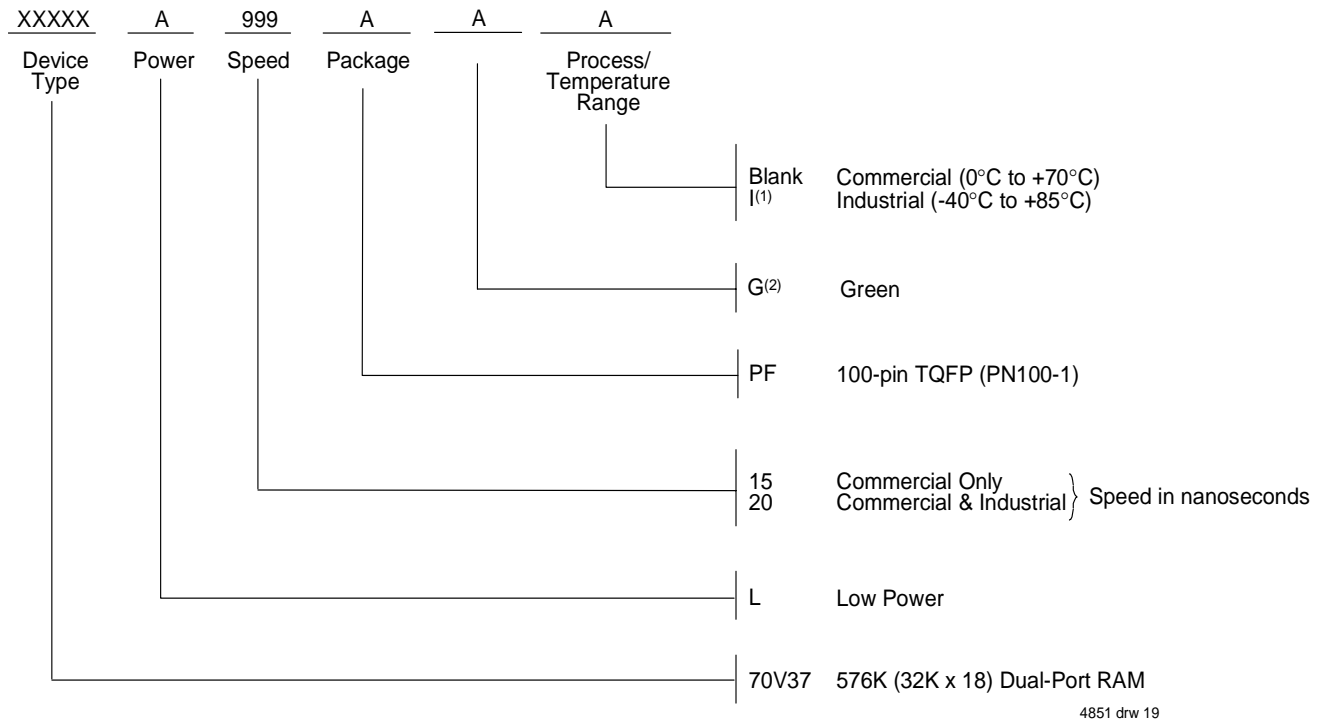 XXXXX A 999 A A A
Device Type Power Speed Package Process/ Temperature Range
Blank Commercial (0°C to +70°C)
I(1) Industrial (-40°C to +85°C)
G(2) Green
PF 100-pin TQFP (PN100-1)
15 Commercial Only
20 Commercial & Industrial
Speed in nanoseconds
L Low Power
70V37 576K (32K x 18) Dual-Port RAM
4851 drw 19